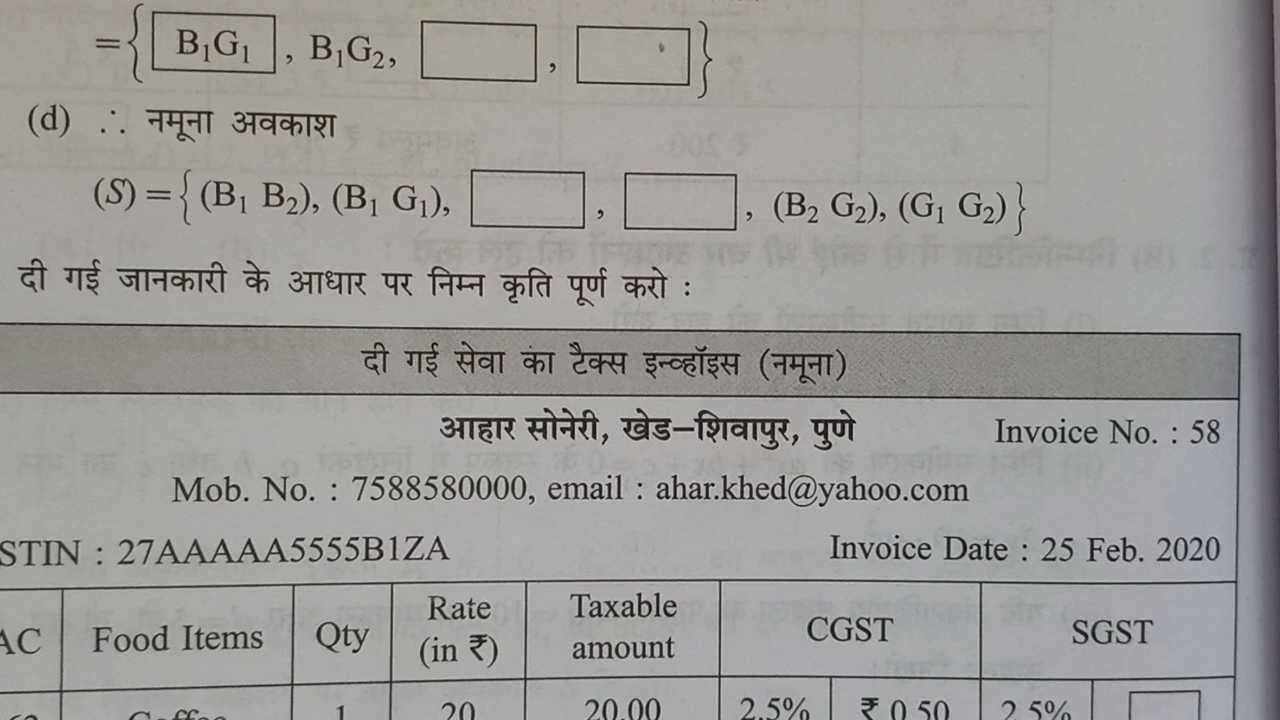 ={ B₁G₁ , B₁G₂, , }
(d) ∴ नमूना अवकाश
(S) = { (B₁ B₂), (B₁ G₁), , , (B₂ G₂), (G₁ G₂) }
दी गई जानकारी के आधार पर निम्न कृति पूर्ण करो :
दी गई सेवा का टैक्स इन्व्हॉइस (नमूना)
आहार सोनेरी, खेड–शिवापुर, पुणे Invoice No. : 58
Mob. No. : 7588580000, email : ahar.khed@yahoo.com
STIN : 27AAAAA5555B1ZA Invoice Date : 25 Feb. 2020
AC Food Items Qty Rate (in ₹) Taxable amount CGST SGST
Coffee 1 20 20.00 2.5% ₹ 0.50 2.5%